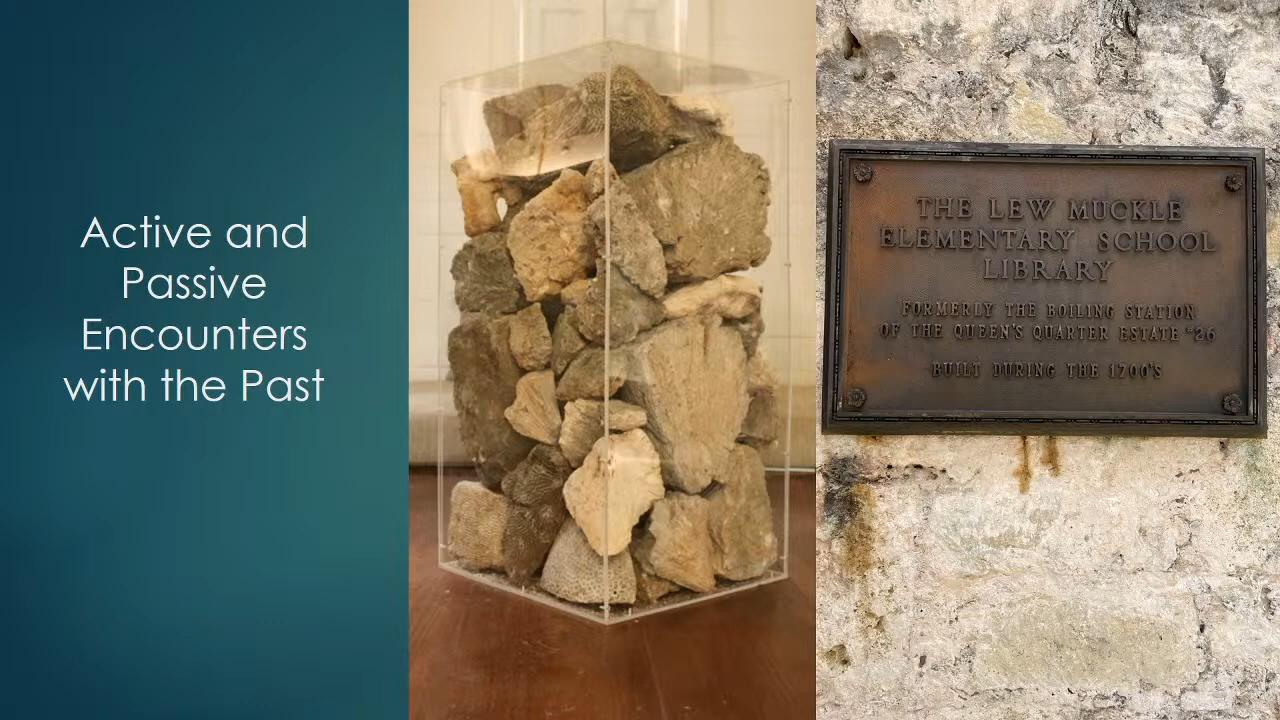 Active and
Passive
Encounters
with the Past
THE LEW MUCKLE
ELEMENTARY SCHOOL
LIBRARY
FORMERLY THE BOILING STATION
OF THE QUEEN'S QUARTER ESTATE "26
BUILT DURING THE 1700'S